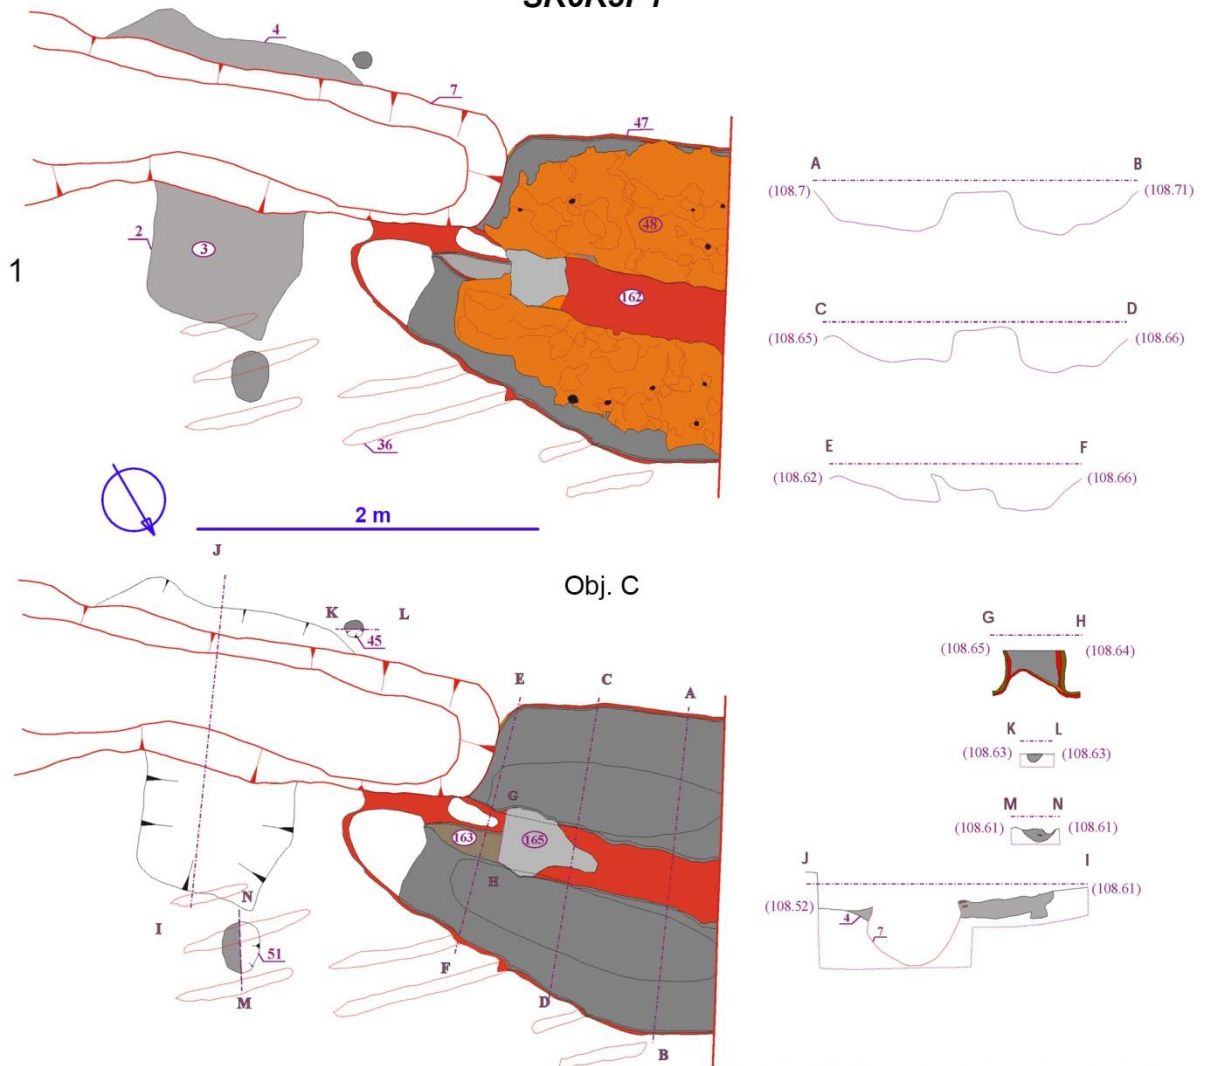 4
7
47
A
B
(108.7)
(108.71)
2
3
48
1
162
C
D
(108.65)
(108.66)
36
E
F
(108.62)
(108.66)
2 m
J
Obj. C
K
L
45
G
H
(108.65)
(108.64)
E
C
A
K
L
(108.63)
(108.63)
G
163
165
M
N
(108.61)
(108.61)
H
J
I
(108.61)
(108.52)
4
7
N
I
51
F
M
D
B